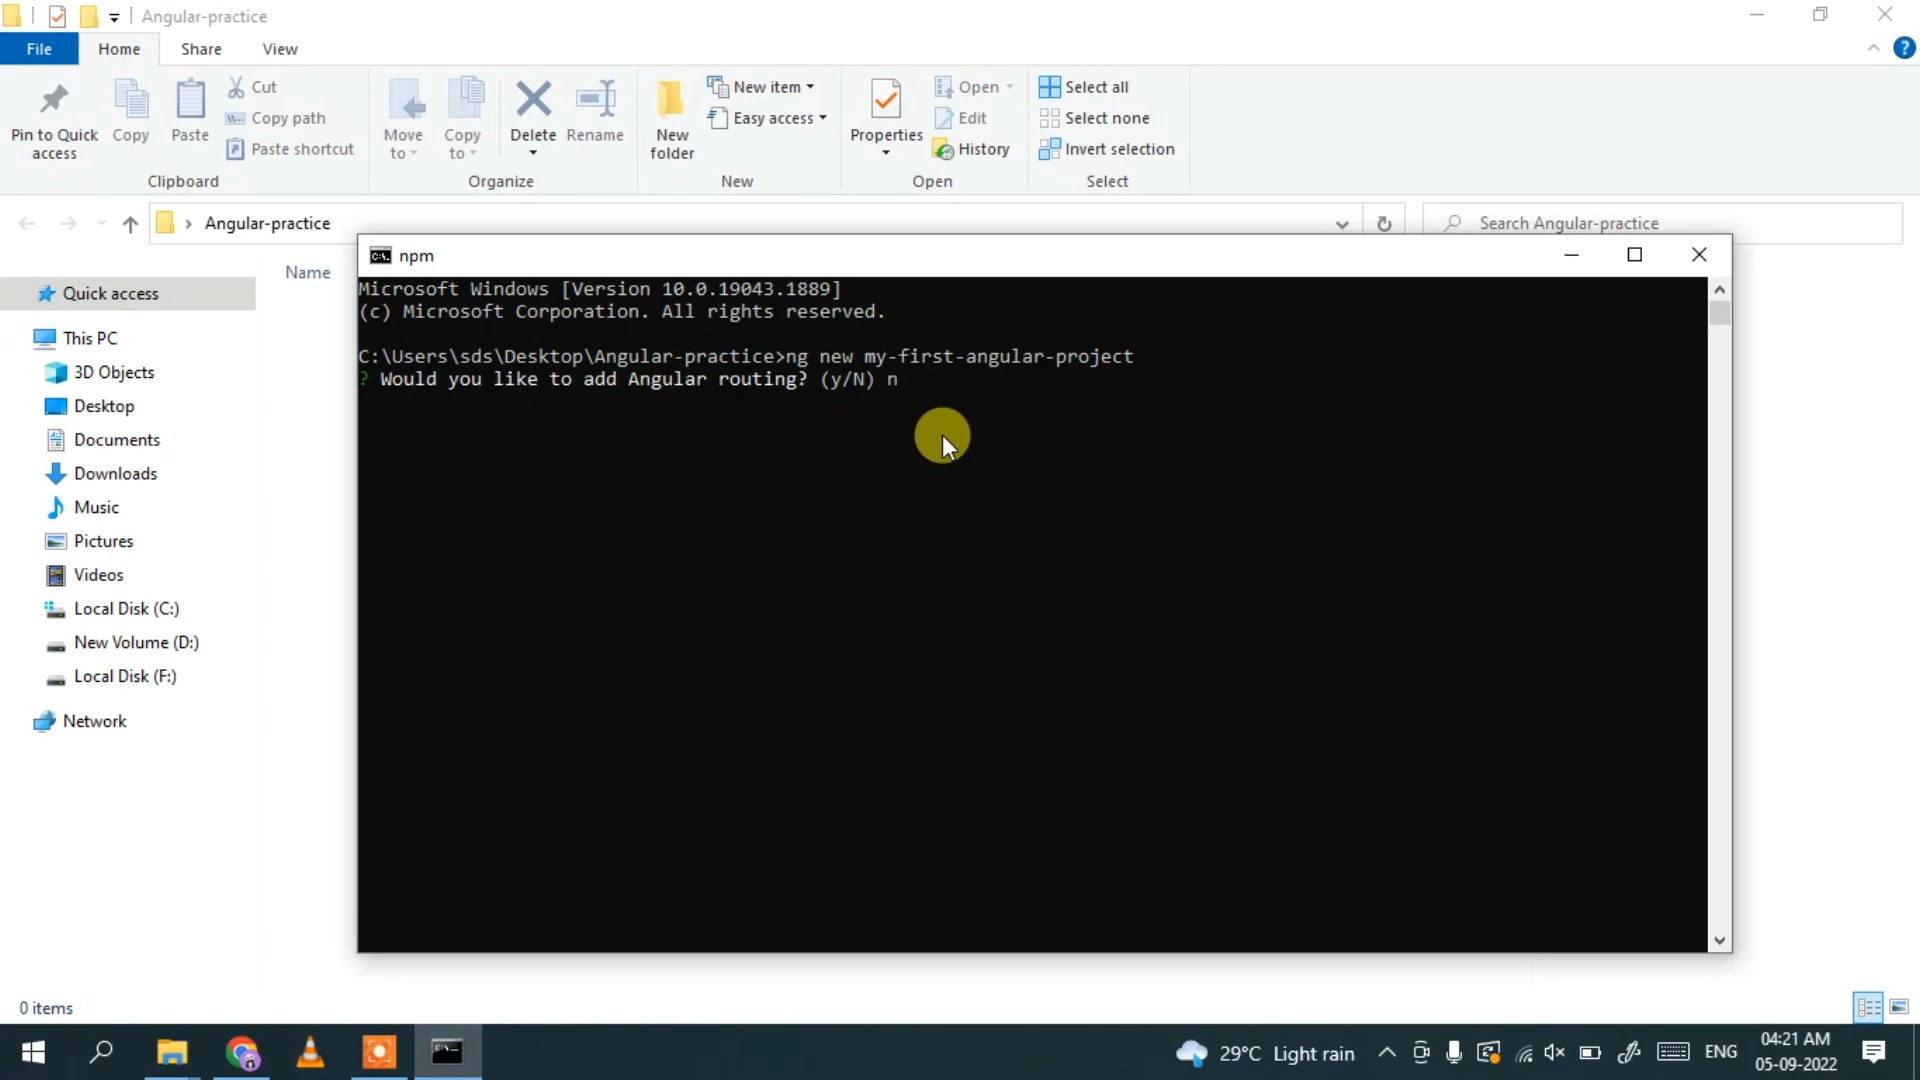 Angular-practice
File Home Share View
Pin to Quick access
Copy
Paste
Cut
Copy path
Paste shortcut
Clipboard
Move to
Copy to
Delete
Rename
Organize
New folder
New item
Easy access
New
Properties
Open
Edit
History
Open
Select all
Select none
Invert selection
Select
Angular-practice
Search Angular-practice
Name
Quick access
This PC
3D Objects
Desktop
Documents
Downloads
Music
Pictures
Videos
Local Disk (C:)
New Volume (D:)
Local Disk (F:)
Network
npm
Microsoft Windows [Version 10.0.19043.1889]
(c) Microsoft Corporation. All rights reserved.
C:\Users\sds\Desktop\Angular-practice>ng new my-first-angular-project
? Would you like to add Angular routing? (y/N) n
0 items
29°C Light rain
ENG
04:21 AM
05-09-2022